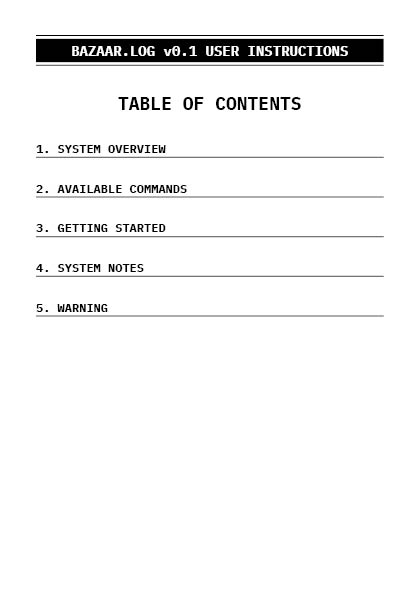 BAZAAR.LOG v0.1 USER INSTRUCTIONS
TABLE OF CONTENTS
1. SYSTEM OVERVIEW
2. AVAILABLE COMMANDS
3. GETTING STARTED
4. SYSTEM NOTES
5. WARNING